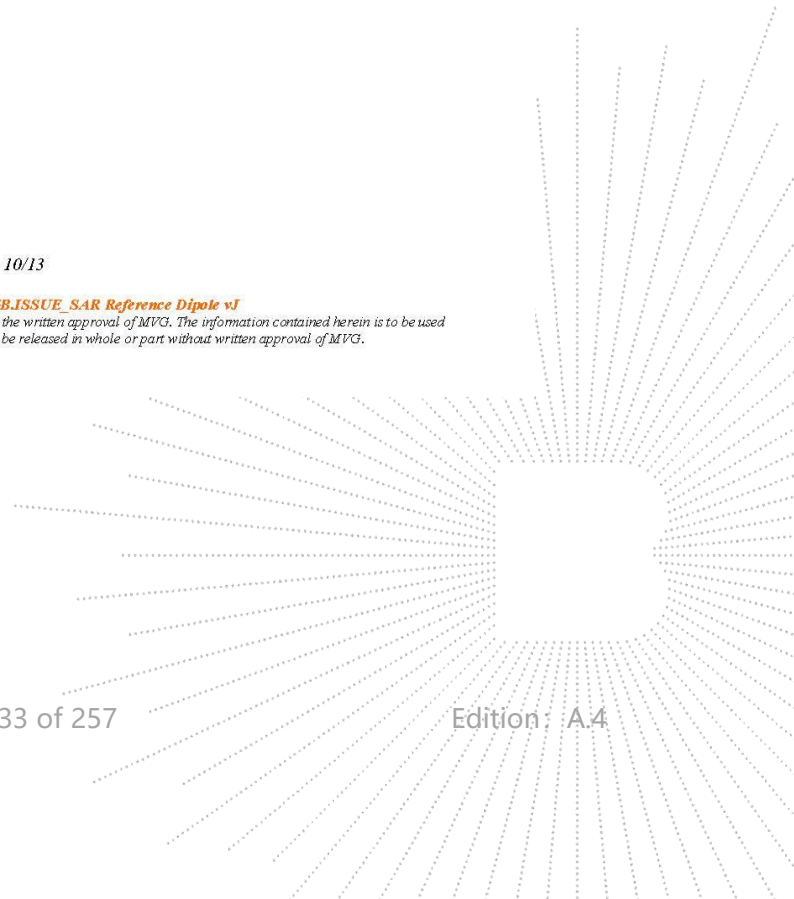 10/13
B.ISSUE_SAR Reference Dipole vJ
the written approval of MVG. The information contained herein is to be used
be released in whole or part without written approval of MVG.
33 of 257 Edition: A.4